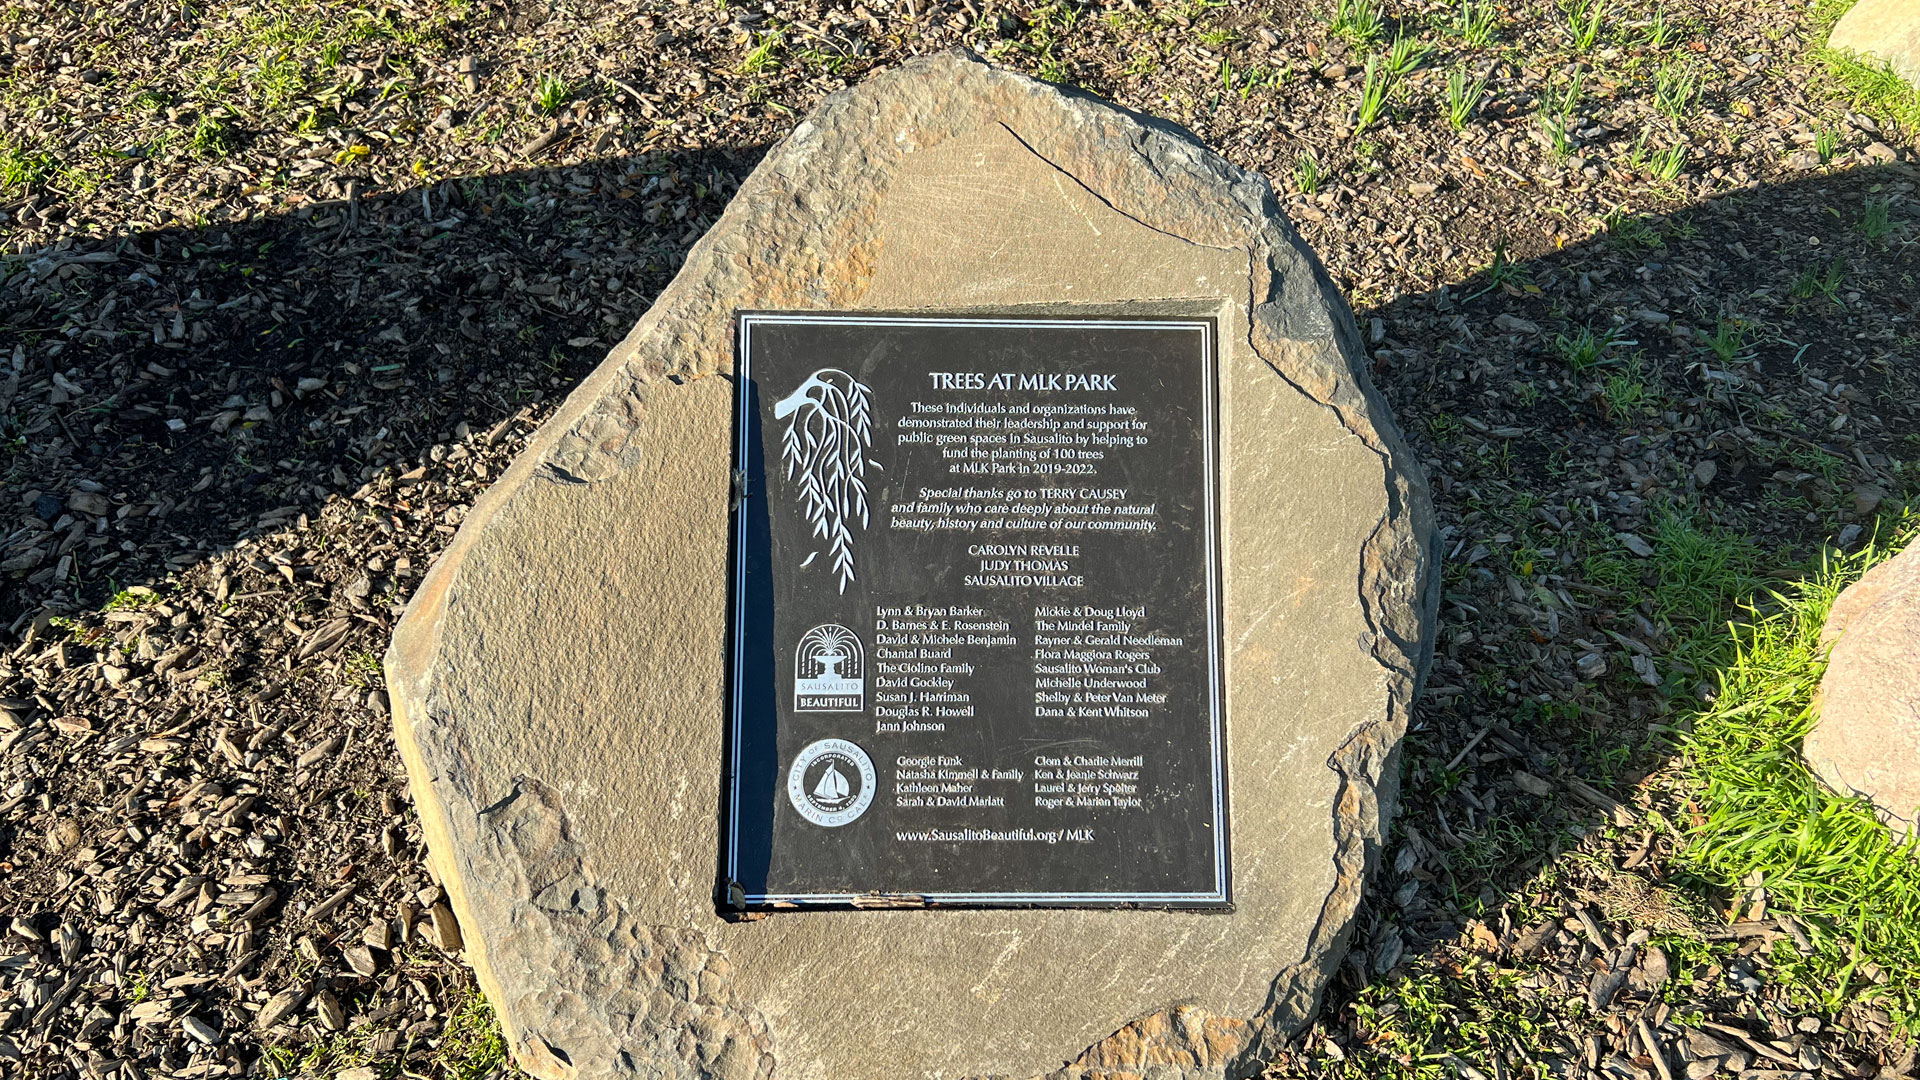 TREES AT MLK PARK
These individuals and organizations have
demonstrated their leadership and support for
public green spaces in Sausalito by helping to
fund the planting of 100 trees
at MLK Park in 2019-2022.
Special thanks go to TERRY CAUSEY
and family who care deeply about the natural
beauty, history and culture of our community.
CAROLYN REVELLE
JUDY THOMAS
SAUSALITO VILLAGE
Lynn & Bryan Barker
D. Barnes & E. Rosenstein
David & Michele Benjamin
Chantal Buard
The Ciolino Family
David Gockley
Susan J. Harriman
Douglas R. Howell
Jann Johnson
Mickie & Doug Lloyd
The Mindel Family
Rayner & Gerald Needleman
Flora Maggiora Rogers
Sausalito Woman's Club
Michelle Underwood
Shelby & Peter Van Meter
Dana & Kent Whitson
SAUSALITO
BEAUTIFUL
Georgie Funk
Natasha Kimmell & Family
Kathleen Maher
Sarah & David Marlatt
Clem & Charlie Merrill
Ken & Jeanie Schwarz
Laurel & Jerry Spolter
Roger & Marion Taylor
CITY OF SAUSALITO
MARIN CO. CAL.
INCORPORATED
SEPTEMBER 4, 1893
www.SausalitoBeautiful.org / MLK